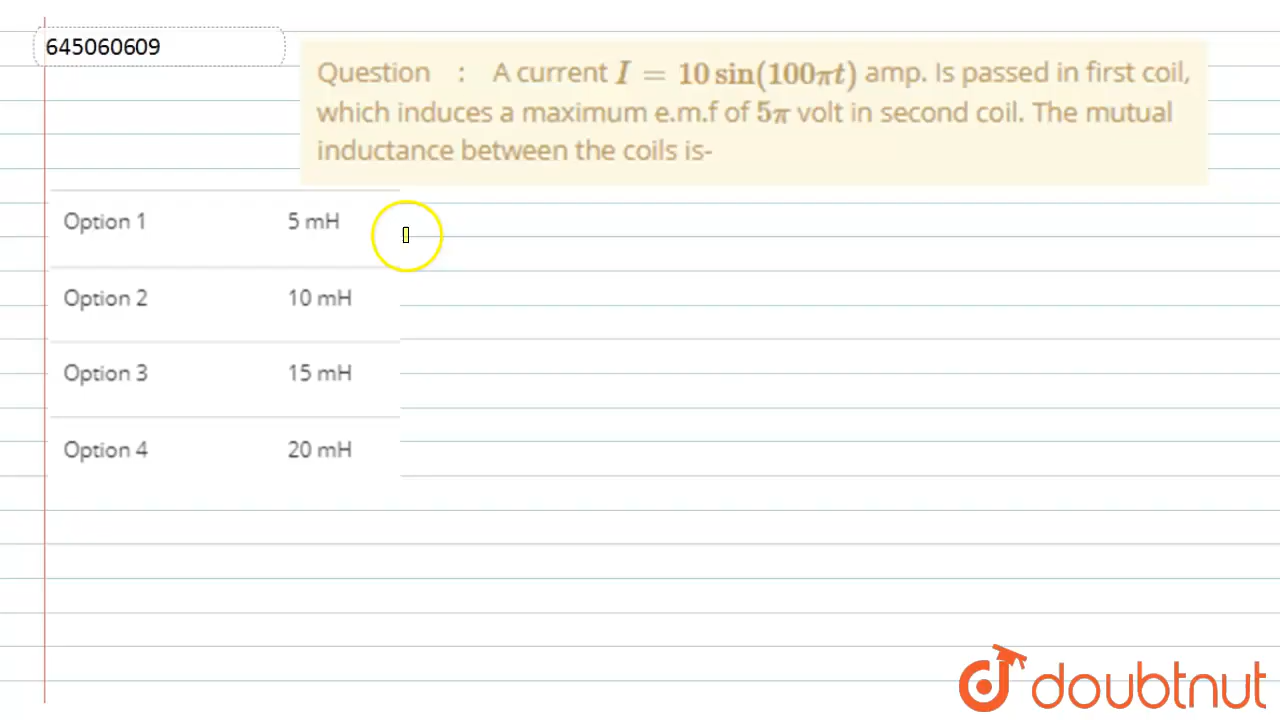 645060609
Question : A current I = 10 sin(100πt) amp. Is passed in first coil,
which induces a maximum e.m.f of 5π volt in second coil. The mutual
inductance between the coils is-
Option 1 5 mH
Option 2 10 mH
Option 3 15 mH
Option 4 20 mH
doubtnut